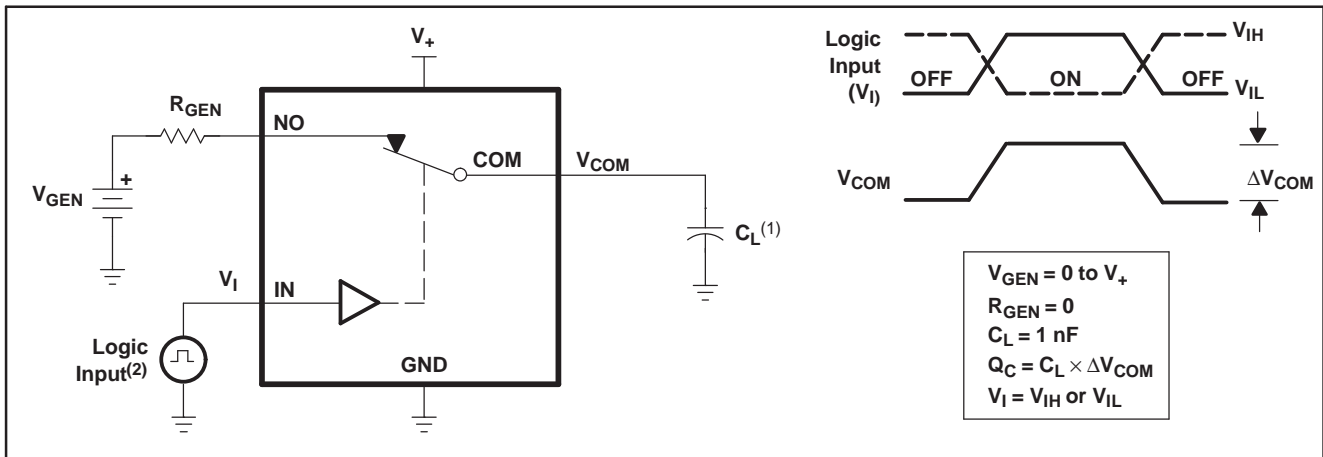 V+
RGEN
NO
COM
VCOM
VGEN
+
CL(1)
VI
IN
Logic
Input(2)
GND
Logic
Input
(VI)
OFF
ON
OFF
VIH
VIL
VCOM
ΔVCOM
VGEN = 0 to V+
RGEN = 0
CL = 1 nF
QC = CL × ΔVCOM
VI = VIH or VIL